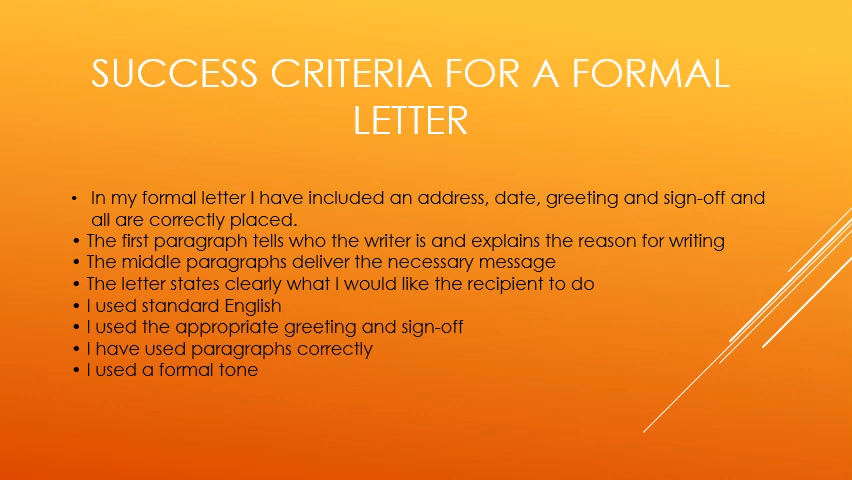 SUCCESS CRITERIA FOR A FORMAL
LETTER
• In my formal letter I have included an address, date, greeting and sign-off and
all are correctly placed.
• The first paragraph tells who the writer is and explains the reason for writing
• The middle paragraphs deliver the necessary message
• The letter states clearly what I would like the recipient to do
• I used standard English
• I used the appropriate greeting and sign-off
• I have used paragraphs correctly
• I used a formal tone